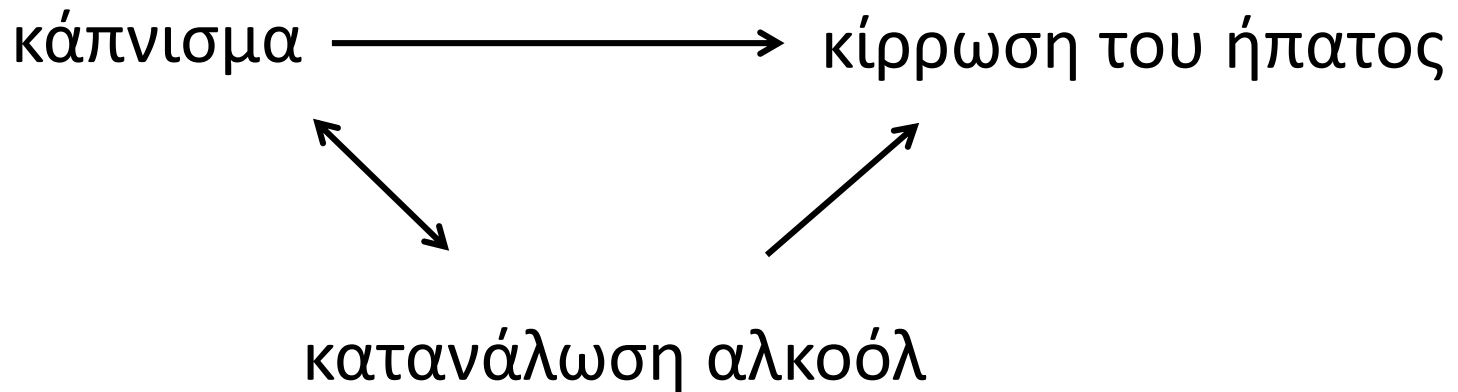 κάπνισμα
κίρρωση του ήπατος
κατανάλωση αλκοόλ